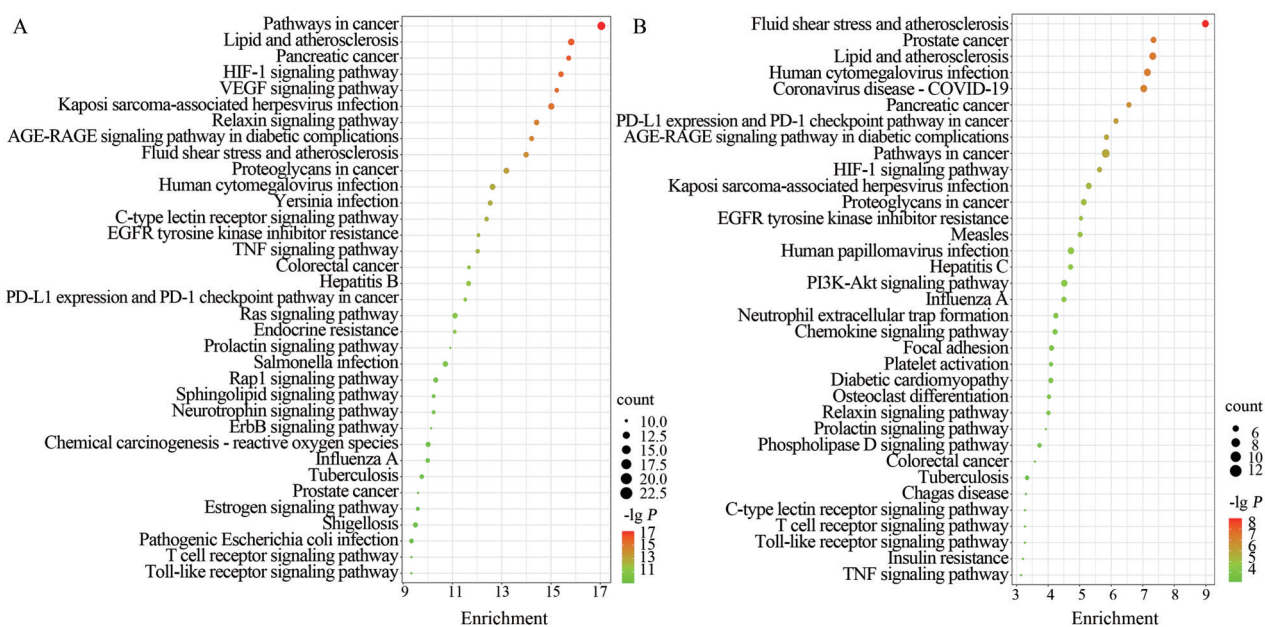 A
Pathways in cancer
Lipid and atherosclerosis
Pancreatic cancer
HIF-1 signaling pathway
VEGF signaling pathway
Kaposi sarcoma-associated herpesvirus infection
Relaxin signaling pathway
AGE-RAGE signaling pathway in diabetic complications
Fluid shear stress and atherosclerosis
Proteoglycans in cancer
Human cytomegalovirus infection
Yersinia infection
C-type lectin receptor signaling pathway
EGFR tyrosine kinase inhibitor resistance
TNF signaling pathway
Colorectal cancer
Hepatitis B
PD-L1 expression and PD-1 checkpoint pathway in cancer
Ras signaling pathway
Endocrine resistance
Prolactin signaling pathway
Salmonella infection
Rap1 signaling pathway
Sphingolipid signaling pathway
Neurotrophin signaling pathway
ErbB signaling pathway
Chemical carcinogenesis - reactive oxygen species
Influenza A
Tuberculosis
Prostate cancer
Estrogen signaling pathway
Shigellosis
Pathogenic Escherichia coli infection
T cell receptor signaling pathway
Toll-like receptor signaling pathway
9 11 13 15 17
Enrichment
count
10.0
12.5
15.0
17.5
20.0
22.5
-lg P
17
15
13
11
B
Fluid shear stress and atherosclerosis
Prostate cancer
Lipid and atherosclerosis
Human cytomegalovirus infection
Coronavirus disease - COVID-19
Pancreatic cancer
PD-L1 expression and PD-1 checkpoint pathway in cancer
AGE-RAGE signaling pathway in diabetic complications
Pathways in cancer
HIF-1 signaling pathway
Kaposi sarcoma-associated herpesvirus infection
Proteoglycans in cancer
EGFR tyrosine kinase inhibitor resistance
Measles
Human papillomavirus infection
Hepatitis C
PI3K-Akt signaling pathway
Influenza A
Neutrophil extracellular trap formation
Chemokine signaling pathway
Focal adhesion
Platelet activation
Diabetic cardiomyopathy
Osteoclast differentiation
Relaxin signaling pathway
Prolactin signaling pathway
Phospholipase D signaling pathway
Colorectal cancer
Tuberculosis
Chagas disease
C-type lectin receptor signaling pathway
T cell receptor signaling pathway
Toll-like receptor signaling pathway
Insulin resistance
TNF signaling pathway
3 4 5 6 7 8 9
Enrichment
count
6
8
10
12
-lg P
8
7
6
5
4